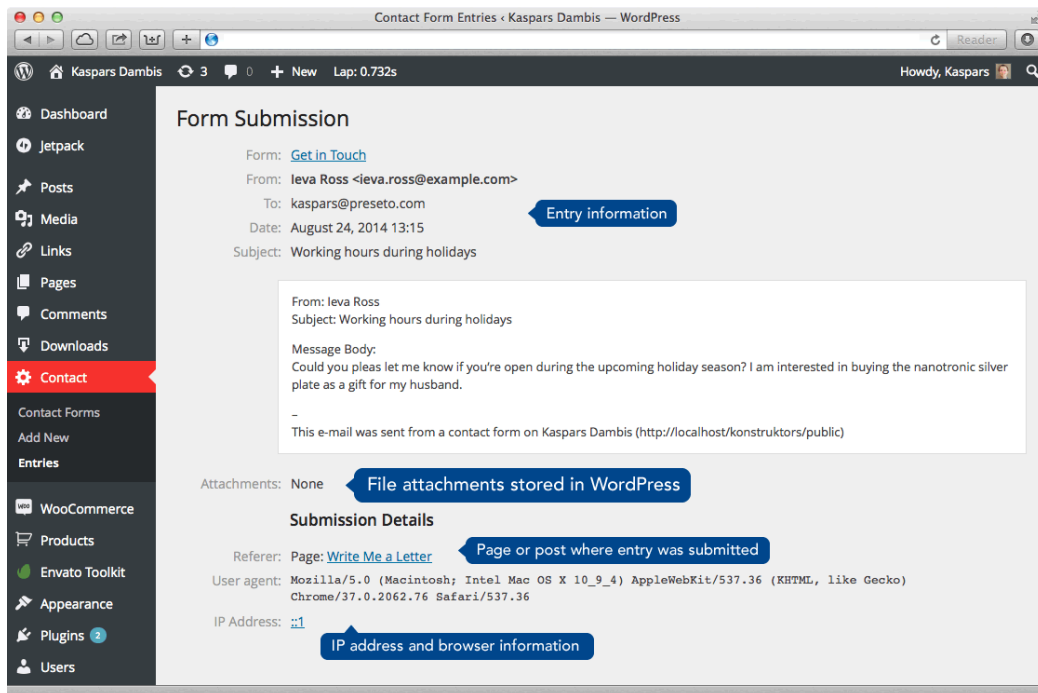 Contact Form Entries ‹ Kaspars Dambis — WordPress
Reader
Kaspars Dambis 3 0 + New Lap: 0.732s Howdy, Kaspars
Dashboard
Jetpack
Posts
Media
Links
Pages
Comments
Downloads
Contact
Contact Forms
Add New
Entries
WooCommerce
Products
Envato Toolkit
Appearance
Plugins 2
Users
Form Submission
Form: Get in Touch
From: Ieva Ross <ieva.ross@example.com>
To: kaspars@preseto.com
Entry information
Date: August 24, 2014 13:15
Subject: Working hours during holidays
From: Ieva Ross
Subject: Working hours during holidays
Message Body:
Could you pleas let me know if you're open during the upcoming holiday season? I am interested in buying the nanotronic silver
plate as a gift for my husband.
–
This e-mail was sent from a contact form on Kaspars Dambis (http://localhost/konstruktors/public)
Attachments: None
File attachments stored in WordPress
Submission Details
Referer: Page: Write Me a Letter
Page or post where entry was submitted
User agent: Mozilla/5.0 (Macintosh; Intel Mac OS X 10_9_4) AppleWebKit/537.36 (KHTML, like Gecko)
Chrome/37.0.2062.76 Safari/537.36
IP Address: ::1
IP address and browser information